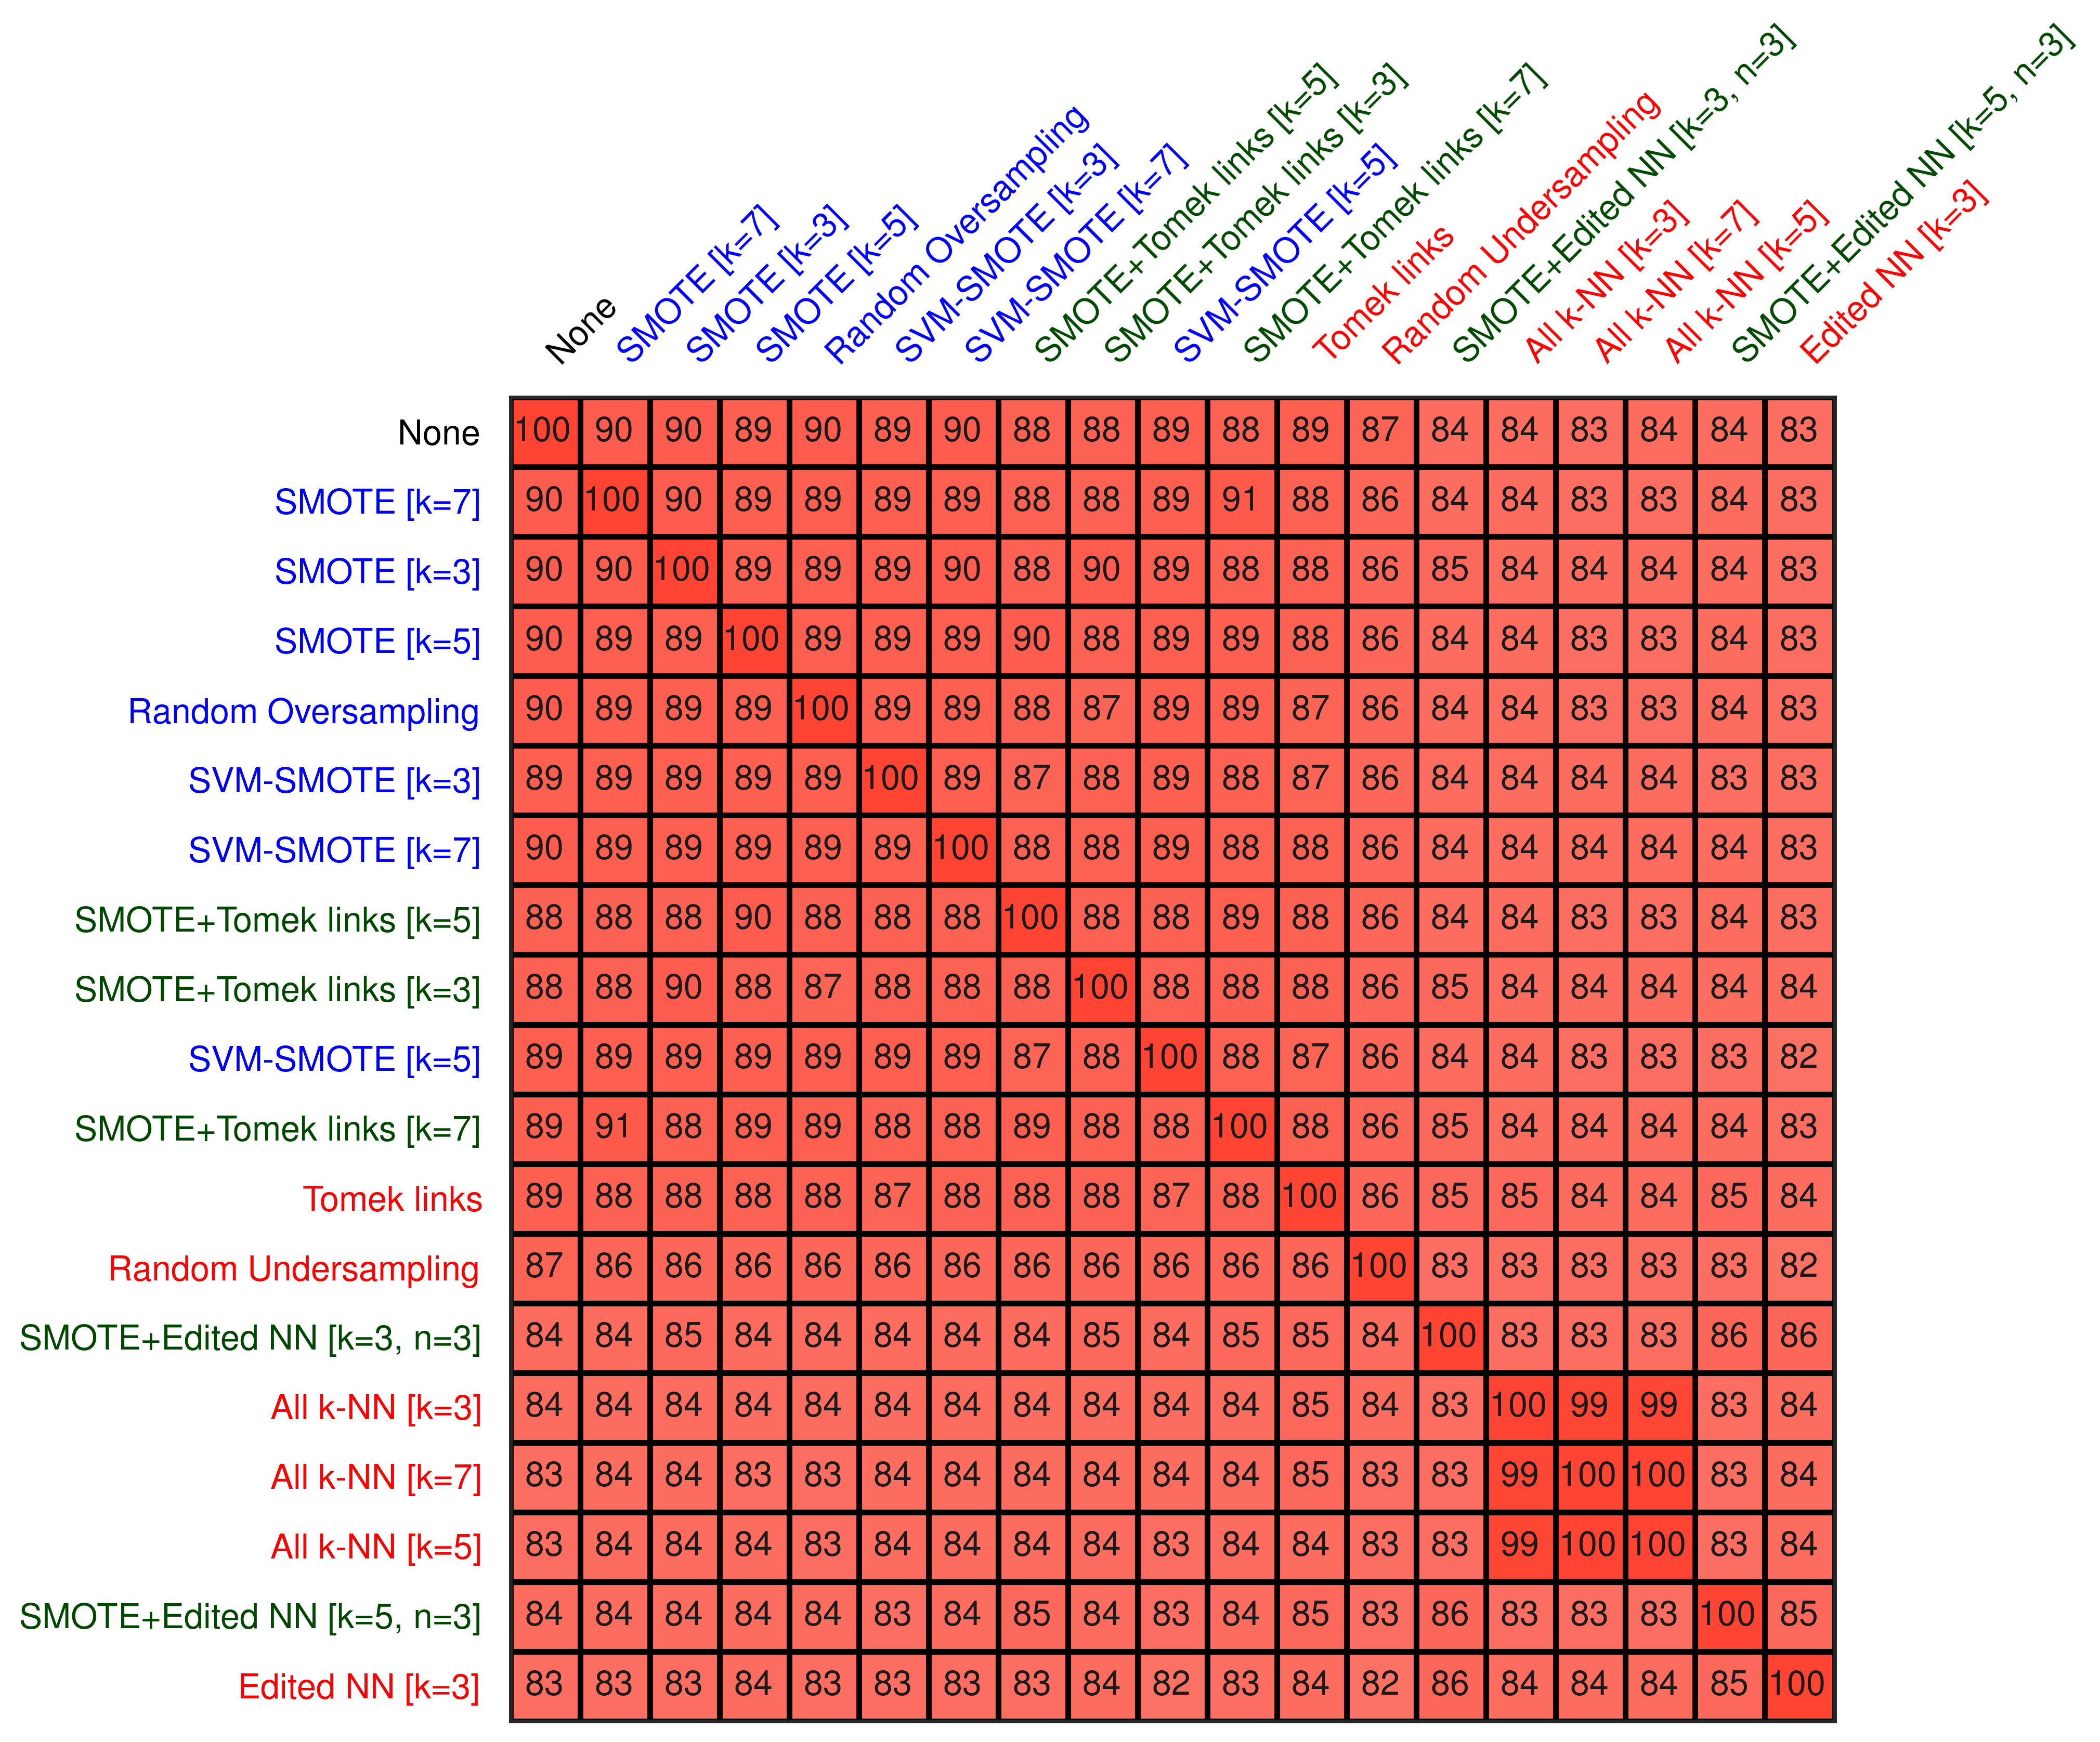 None
SMOTE [k=7]
SMOTE [k=3]
SMOTE [k=5]
Random Oversampling
SVM-SMOTE [k=3]
SVM-SMOTE [k=7]
SMOTE+Tomek links [k=5]
SMOTE+Tomek links [k=3]
SVM-SMOTE [k=5]
SMOTE+Tomek links [k=7]
Tomek links
Random Undersampling
SMOTE+Edited NN [k=3, n=3]
All k-NN [k=3]
All k-NN [k=7]
All k-NN [k=5]
SMOTE+Edited NN [k=5, n=3]
Edited NN [k=3]
None 100 90 90 89 90 89 90 88 88 89 88 89 87 84 84 83 84 84 83
SMOTE [k=7] 90 100 90 89 89 89 89 88 88 89 91 88 86 84 84 83 83 84 83
SMOTE [k=3] 90 90 100 89 89 89 90 88 90 89 88 88 86 85 84 84 84 84 83
SMOTE [k=5] 90 89 89 100 89 89 89 90 88 89 89 88 86 84 84 83 83 84 83
Random Oversampling 90 89 89 89 100 89 89 88 87 89 89 87 86 84 84 83 83 84 83
SVM-SMOTE [k=3] 89 89 89 89 89 100 89 87 88 89 88 87 86 84 84 84 84 83 83
SVM-SMOTE [k=7] 90 89 89 89 89 89 100 88 88 89 88 88 86 84 84 84 84 84 83
SMOTE+Tomek links [k=5] 88 88 88 90 88 88 88 100 88 88 89 88 86 84 84 83 83 84 83
SMOTE+Tomek links [k=3] 88 88 90 88 87 88 88 88 100 88 88 88 86 85 84 84 84 84 84
SVM-SMOTE [k=5] 89 89 89 89 89 89 89 87 88 100 88 87 86 84 84 83 83 83 82
SMOTE+Tomek links [k=7] 89 91 88 89 89 88 88 89 88 88 100 88 86 85 84 84 84 84 83
Tomek links 89 88 88 88 88 87 88 88 88 87 88 100 86 85 85 84 84 85 84
Random Undersampling 87 86 86 86 86 86 86 86 86 86 86 86 100 83 83 83 83 83 82
SMOTE+Edited NN [k=3, n=3] 84 84 85 84 84 84 84 84 85 84 85 85 84 100 83 83 83 86 86
All k-NN [k=3] 84 84 84 84 84 84 84 84 84 84 84 85 84 83 100 99 99 83 84
All k-NN [k=7] 83 84 84 83 83 84 84 84 84 84 84 85 83 83 99 100 100 83 84
All k-NN [k=5] 83 84 84 84 83 84 84 84 84 83 84 84 83 83 99 100 100 83 84
SMOTE+Edited NN [k=5, n=3] 84 84 84 84 84 83 84 85 84 83 84 85 83 86 83 83 83 100 85
Edited NN [k=3] 83 83 83 84 83 83 83 83 84 82 83 84 82 86 84 84 84 85 100